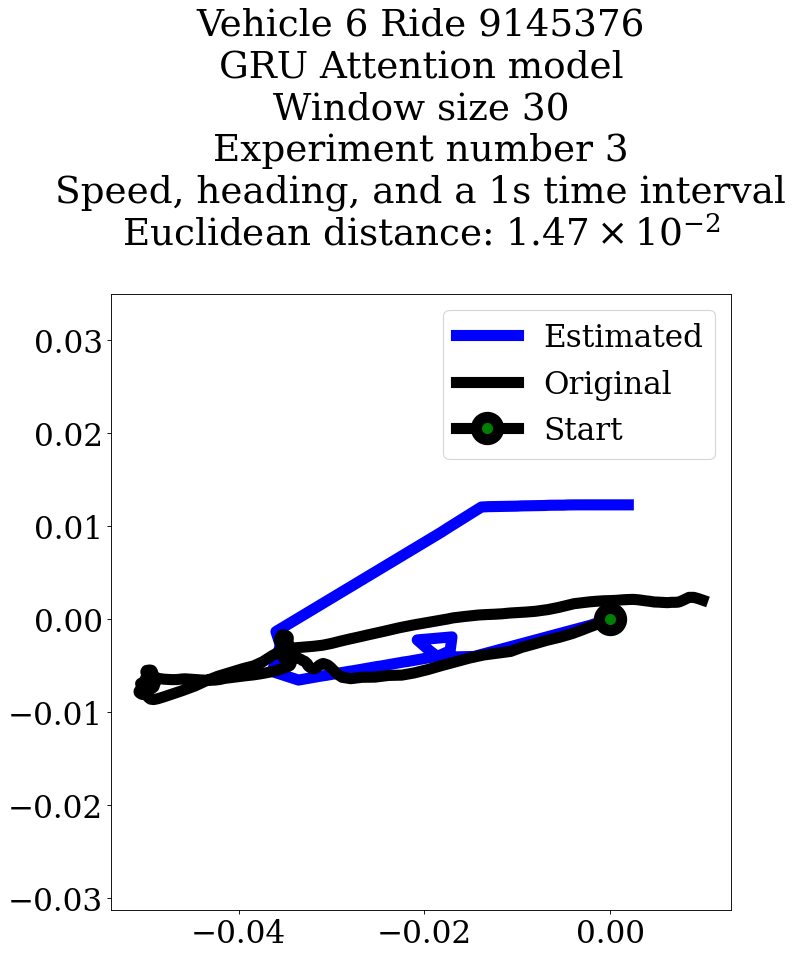 Vehicle 6 Ride 9145376
GRU Attention model
Window size 30
Experiment number 3
Speed, heading, and a 1s time interval
Euclidean distance: 1.47 × 10⁻²
Estimated
Original
Start
0.03
0.02
0.01
0.00
−0.01
−0.02
−0.03
−0.04
−0.02
0.00